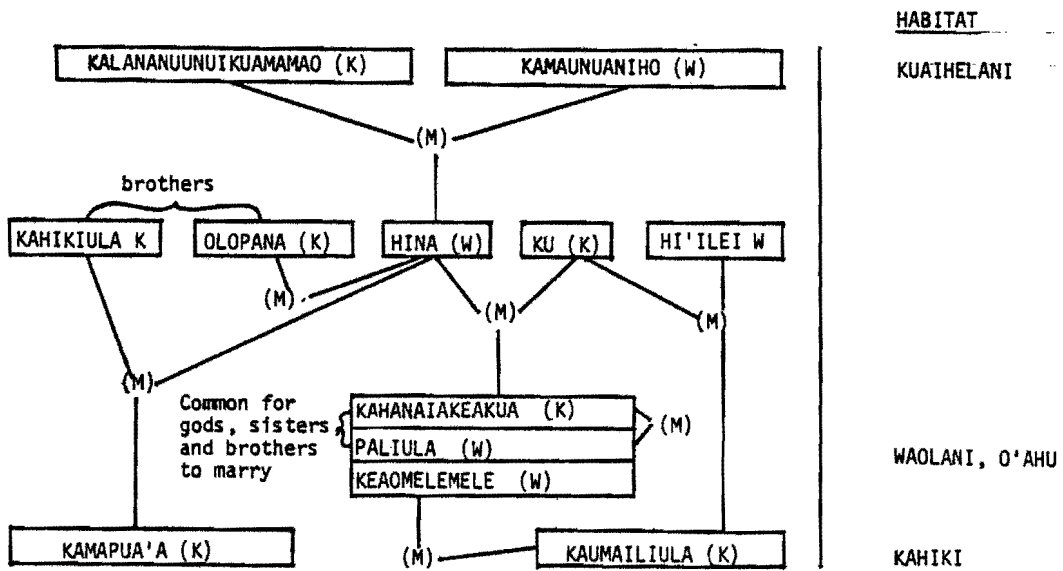 HABITAT
KALANANUUNUIKUAMAMAO (K)
KAMAUNUANIHO (W)
KUAIHELANI
(M)
brothers
KAHIKIULA K
OLOPANA (K)
HINA (W)
KU (K)
HI'ILEI W
(M)
(M)
(M)
(M)
Common for
gods, sisters
and brothers
to marry
KAHANAIAKEAKUA (K)
PALIULA (W)
KEAOMELEMELE (W)
(M)
WAOLANI, O'AHU
KAMAPUA'A (K)
(M)
KAUMAILIULA (K)
KAHIKI